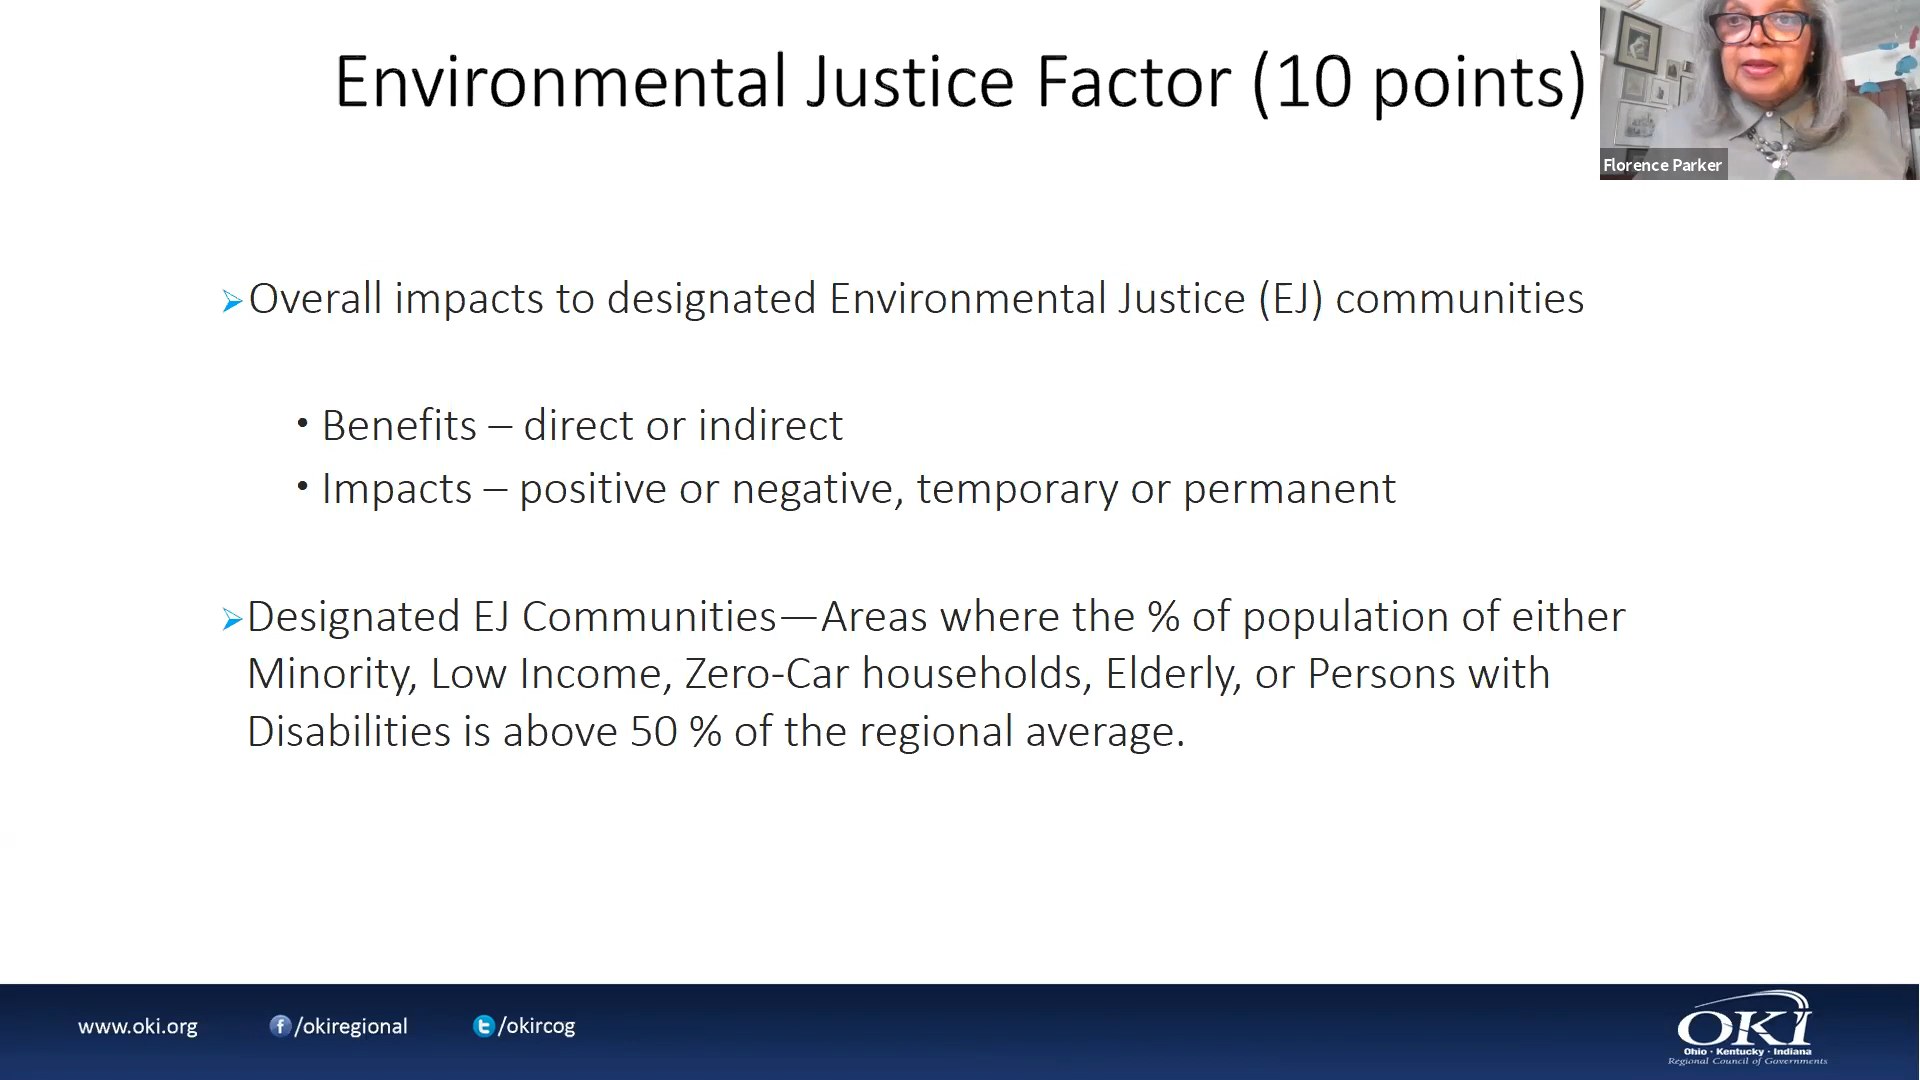 Environmental Justice Factor (10 points)
Florence Parker
➢Overall impacts to designated Environmental Justice (EJ) communities
• Benefits – direct or indirect
• Impacts – positive or negative, temporary or permanent
➢Designated EJ Communities—Areas where the % of population of either
Minority, Low Income, Zero-Car households, Elderly, or Persons with
Disabilities is above 50 % of the regional average.
www.oki.org
/okiregional
/okircog
OKI
Ohio · Kentucky · Indiana
Regional Council of Governments